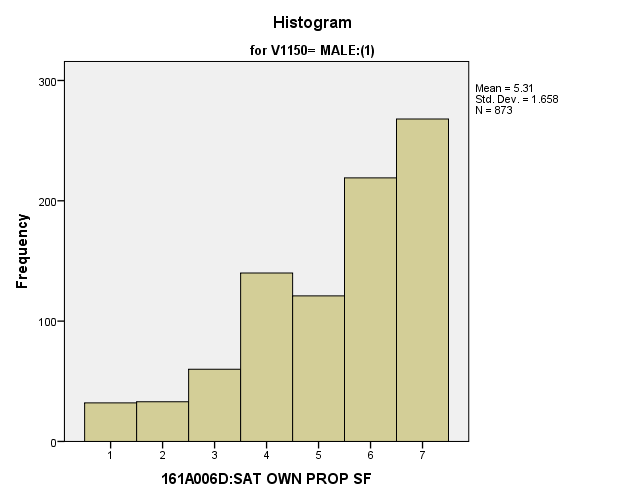 Histogram
for V1150= MALE:(1)
Mean = 5.31
Std. Dev. = 1.658
N = 873
Frequency
300
200
100
0
1 2 3 4 5 6 7
161A006D:SAT OWN PROP SF